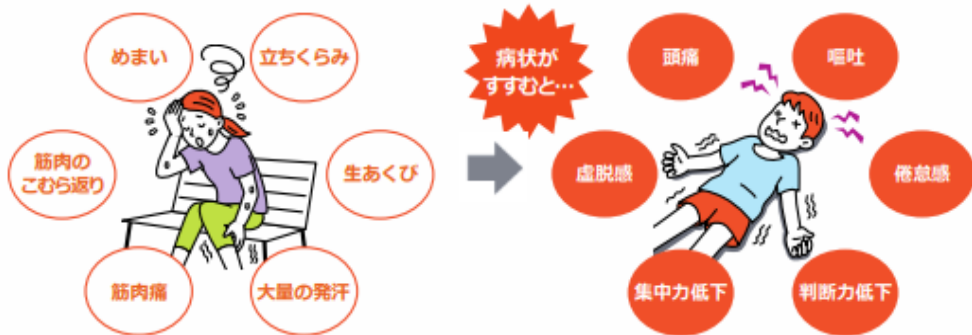 めまい
立ちくらみ
筋肉の
こむら返り
生あくび
筋肉痛
大量の発汗
病状が
すすむと…
頭痛
嘔吐
虚脱感
倦怠感
集中力低下
判断力低下